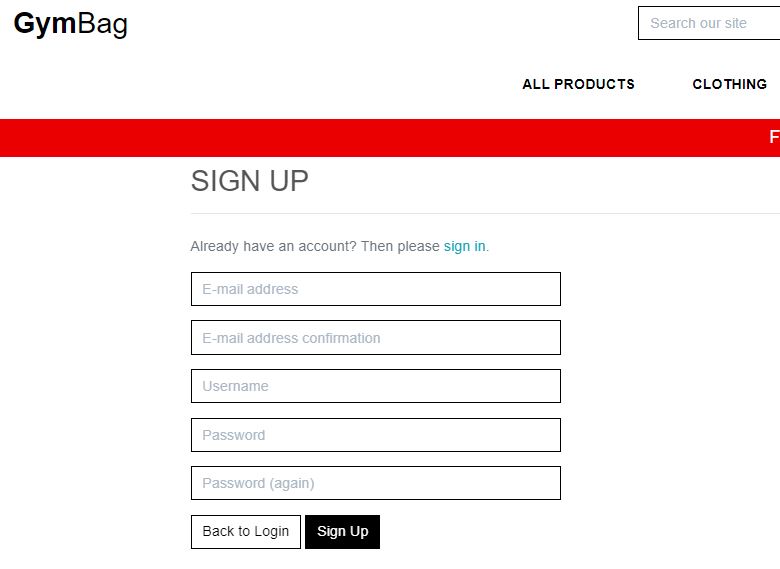 GymBag
Search our site
ALL PRODUCTS CLOTHING
F
SIGN UP
Already have an account? Then please sign in.
E-mail address
E-mail address confirmation
Username
Password
Password (again)
Back to Login Sign Up